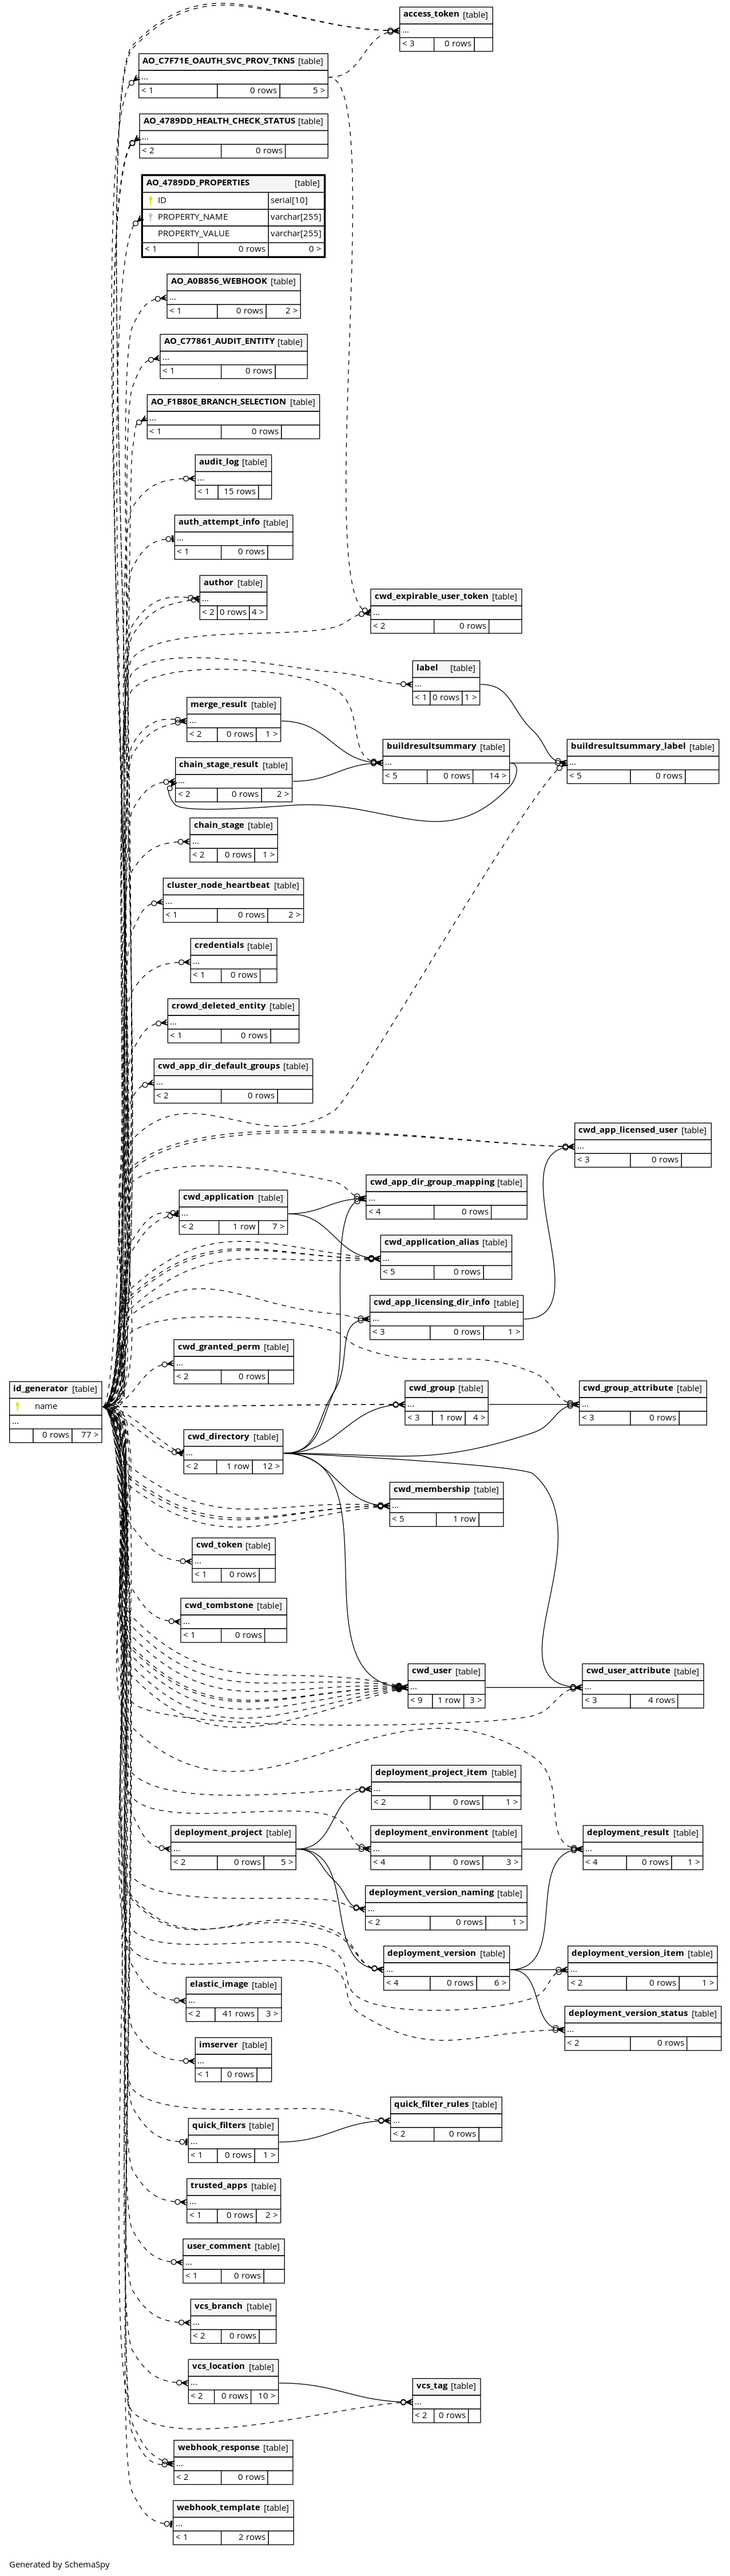 access_token [table]
...
< 3 0 rows
AO_C7F71E_OAUTH_SVC_PROV_TKNS [table]
...
< 1 0 rows 5 >
AO_4789DD_HEALTH_CHECK_STATUS [table]
...
< 2 0 rows
AO_4789DD_PROPERTIES [table]
ID serial[10]
PROPERTY_NAME varchar[255]
PROPERTY_VALUE varchar[255]
< 1 0 rows 0 >
AO_A0B856_WEBHOOK [table]
...
< 1 0 rows 2 >
AO_C77861_AUDIT_ENTITY [table]
...
< 1 0 rows
AO_F1B80E_BRANCH_SELECTION [table]
...
< 1 0 rows
audit_log [table]
...
< 1 15 rows
auth_attempt_info [table]
...
< 1 0 rows
author [table]
...
< 2 0 rows 4 >
cwd_expirable_user_token [table]
...
< 2 0 rows
label [table]
...
< 1 0 rows 1 >
merge_result [table]
...
< 2 0 rows 1 >
buildresultsummary [table]
...
< 5 0 rows 14 >
buildresultsummary_label [table]
...
< 5 0 rows
chain_stage_result [table]
...
< 2 0 rows 2 >
chain_stage [table]
...
< 2 0 rows 1 >
cluster_node_heartbeat [table]
...
< 1 0 rows 2 >
credentials [table]
...
< 1 0 rows
crowd_deleted_entity [table]
...
< 1 0 rows
cwd_app_dir_default_groups [table]
...
< 2 0 rows
cwd_app_licensed_user [table]
...
< 3 0 rows
cwd_app_dir_group_mapping [table]
...
< 4 0 rows
cwd_application [table]
...
< 2 1 row 7 >
cwd_application_alias [table]
...
< 5 0 rows
cwd_app_licensing_dir_info [table]
...
< 3 0 rows 1 >
cwd_granted_perm [table]
...
< 2 0 rows
id_generator [table]
name
...
0 rows 77 >
cwd_group [table]
...
< 3 1 row 4 >
cwd_group_attribute [table]
...
< 3 0 rows
cwd_directory [table]
...
< 2 1 row 12 >
cwd_membership [table]
...
< 5 1 row
cwd_token [table]
...
< 1 0 rows
cwd_tombstone [table]
...
< 1 0 rows
cwd_user [table]
...
< 9 1 row 3 >
cwd_user_attribute [table]
...
< 3 4 rows
deployment_project_item [table]
...
< 2 0 rows 1 >
deployment_project [table]
...
< 2 0 rows 5 >
deployment_environment [table]
...
< 4 0 rows 3 >
deployment_result [table]
...
< 4 0 rows 1 >
deployment_version_naming [table]
...
< 2 0 rows 1 >
deployment_version [table]
...
< 4 0 rows 6 >
deployment_version_item [table]
...
< 2 0 rows 1 >
elastic_image [table]
...
< 2 41 rows 3 >
deployment_version_status [table]
...
< 2 0 rows
imserver [table]
...
< 1 0 rows
quick_filter_rules [table]
...
< 2 0 rows
quick_filters [table]
...
< 1 0 rows 1 >
trusted_apps [table]
...
< 1 0 rows 2 >
user_comment [table]
...
< 1 0 rows
vcs_branch [table]
...
< 2 0 rows
vcs_location [table]
...
< 2 0 rows 10 >
vcs_tag [table]
...
< 2 0 rows
webhook_response [table]
...
< 2 0 rows
webhook_template [table]
...
< 1 2 rows
Generated by SchemaSpy